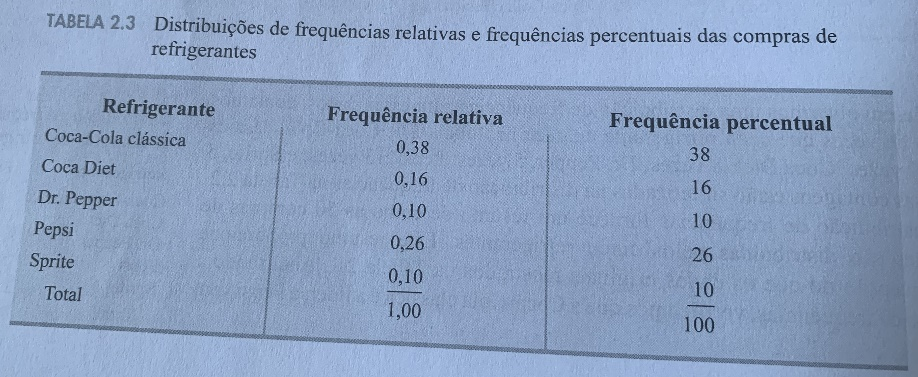 TABELA 2.3 Distribuições de frequências relativas e frequências percentuais das compras de
refrigerantes
Refrigerante Frequência relativa Frequência percentual
Coca-Cola clássica 0,38 38
Coca Diet 0,16 16
Dr. Pepper 0,10 10
Pepsi 0,26 26
Sprite 0,10 10
Total 1,00 100